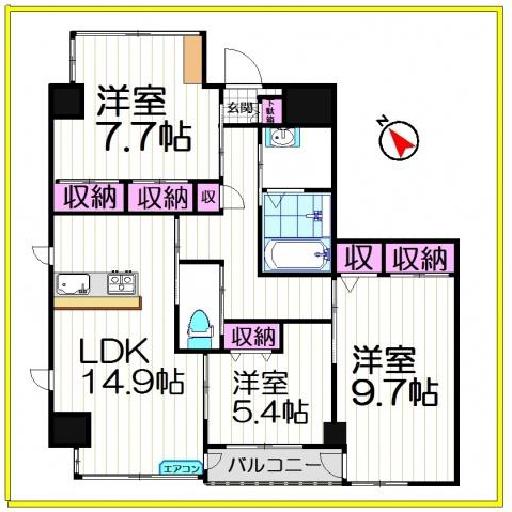 洋室
7.7帖
玄関
下駄箱
N
収納
収納
収
収
収納
LDK
14.9帖
収納
洋室
5.4帖
洋室
9.7帖
エアコン
バルコニー